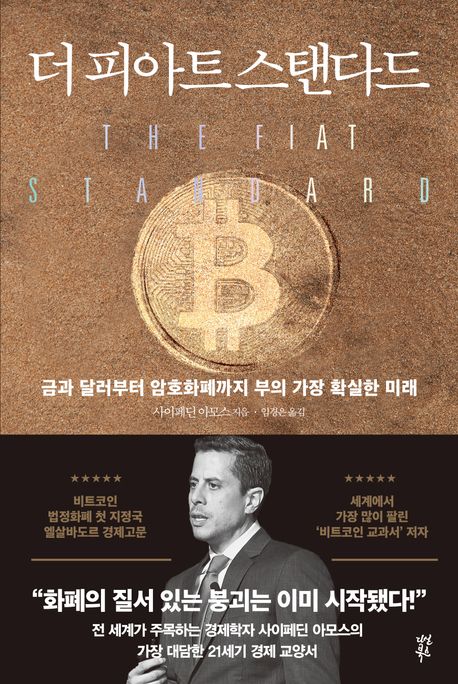 더 피아트 스탠다드
THE FIAT
STANDARD
금과 달러부터 암호화폐까지 부의 가장 확실한 미래
사이페딘 아모스 지음 · 임경은 옮김
★★★★★
비트코인
법정화폐 첫 지정국
엘살바도르 경제고문
★★★★★
세계에서
가장 많이 팔린
‘비트코인 교과서’ 저자
“화폐의 질서 있는 붕괴는 이미 시작됐다!”
전 세계가 주목하는 경제학자 사이페딘 아모스의
가장 대담한 21세기 경제 교양서
다산
북스